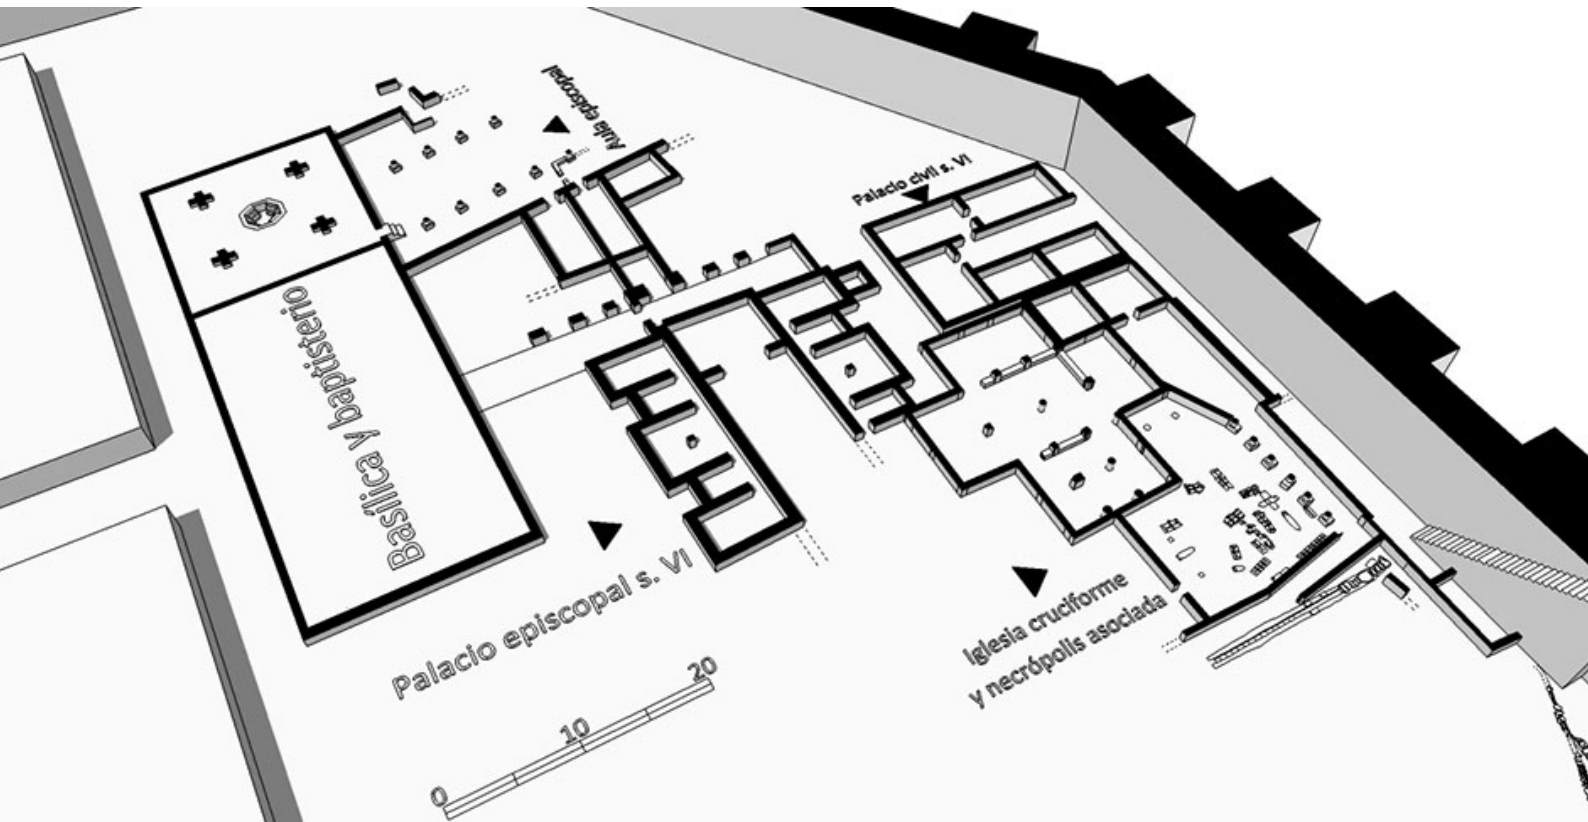 Aula episcopal
Palacio civil s. VI
Basílica y baptisterio
Palacio episcopal s. VI
Iglesia cruciforme
y necrópolis asociada
0 10 20